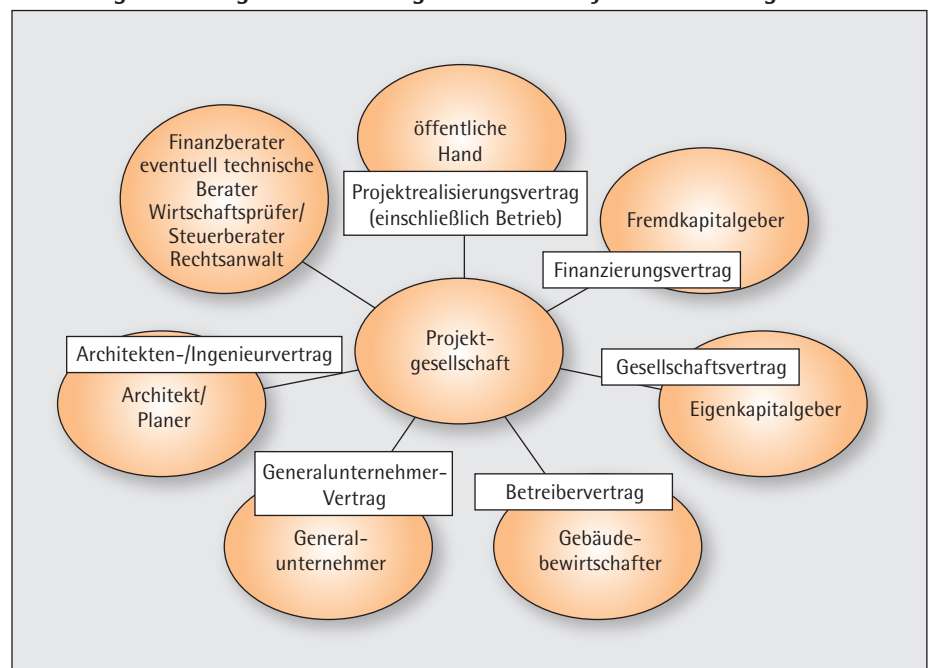 öffentliche
Hand
Projektrealisierungsvertrag
(einschließlich Betrieb)
Finanzberater
eventuell technische
Berater
Wirtschaftsprüfer/
Steuerberater
Rechtsanwalt
Fremdkapitalgeber
Finanzierungsvertrag
Projekt-
gesellschaft
Architekten-/Ingenieurvertrag
Architekt/
Planer
Gesellschaftsvertrag
Eigenkapitalgeber
Generalunternehmer-
Vertrag
General-
unternehmer
Betreibervertrag
Gebäude-
bewirtschafter